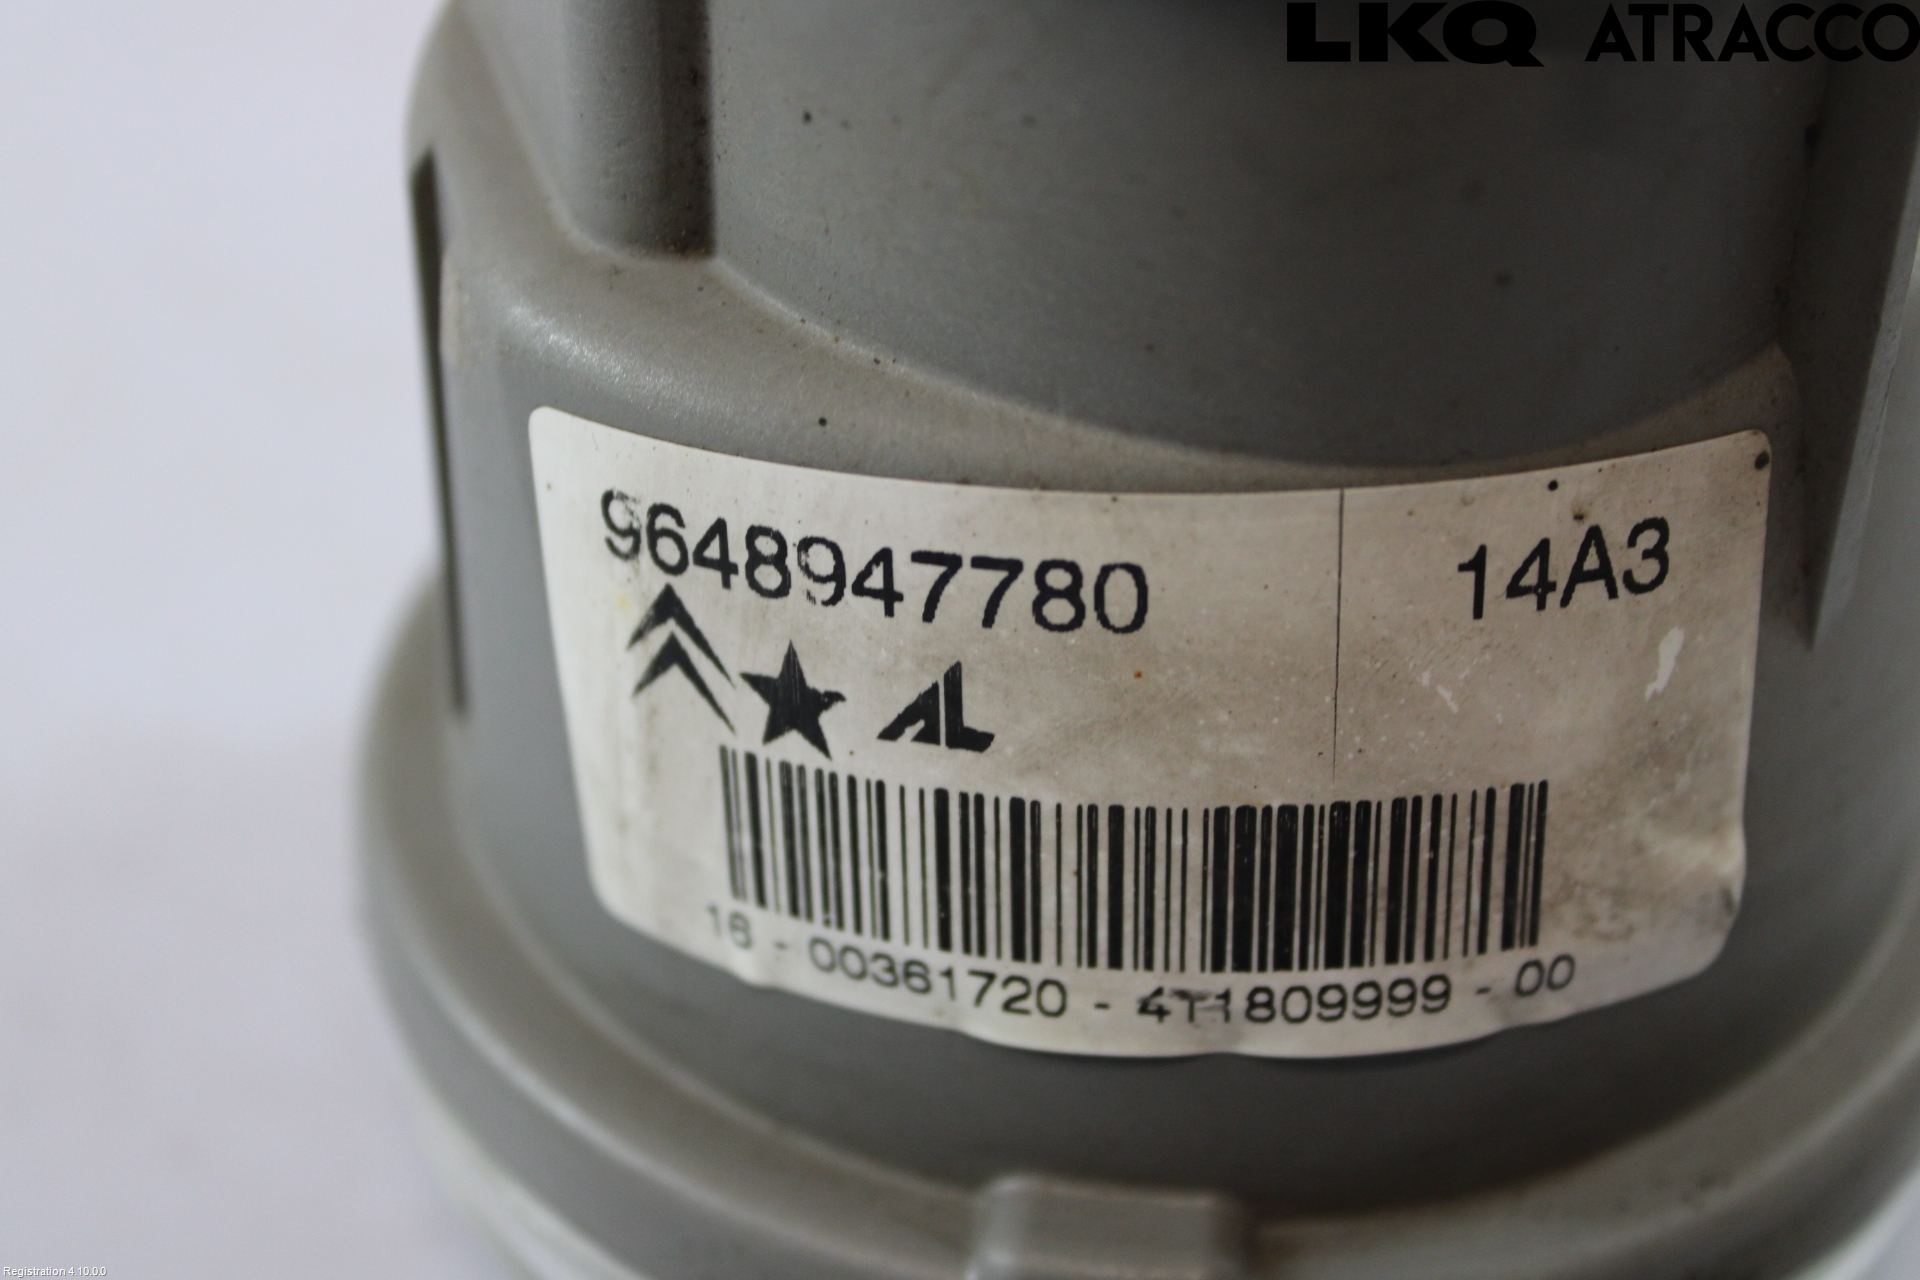 LKQ ATRACCO
9648947780 14A3
AL
16 - 00361720 - 4T1809999 - 00
Registration 4.10.0.0